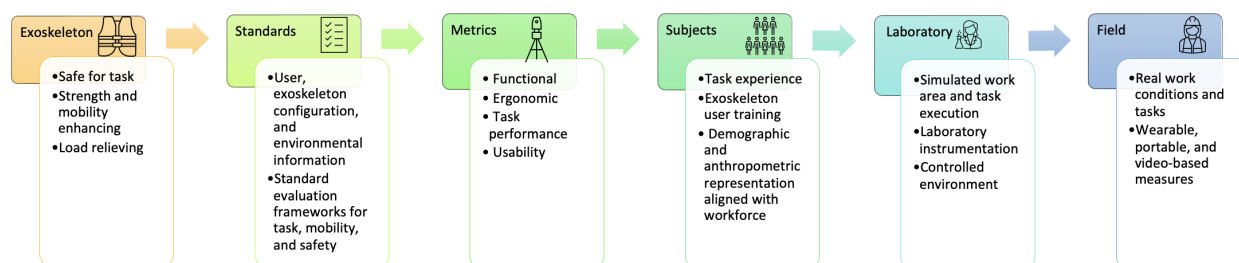 Exoskeleton
•Safe for task
•Strength and
mobility
enhancing
•Load relieving
Standards
•User,
exoskeleton
configuration,
and
environmental
information
•Standard
evaluation
frameworks for
task, mobility,
and safety
Metrics
• Functional
• Ergonomic
• Task
performance
• Usability
Subjects
•Task experience
•Exoskeleton
user training
• Demographic
and
anthropometric
representation
aligned with
workforce
Laboratory
•Simulated work
area and task
execution
•Laboratory
instrumentation
•Controlled
environment
Field
•Real work
conditions and
tasks
•Wearable,
portable, and
video-based
measures